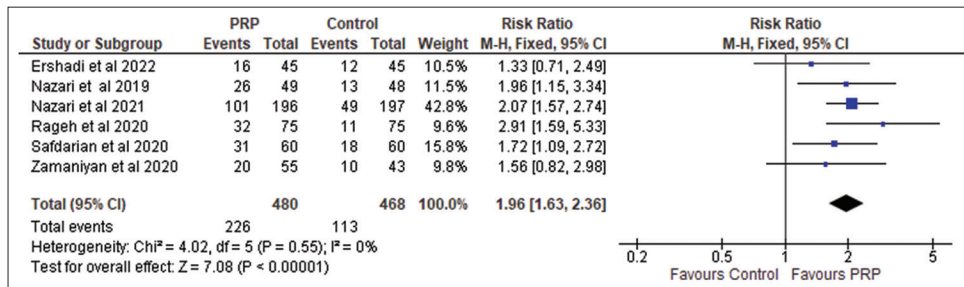 PRP Control Risk Ratio Risk Ratio
Study or Subgroup Events Total Events Total Weight M-H, Fixed, 95% CI M-H, Fixed, 95% CI
Ershadi et al 2022 16 45 12 45 10.5% 1.33 [0.71, 2.49]
Nazari et al 2019 26 49 13 48 11.5% 1.96 [1.15, 3.34]
Nazari et al 2021 101 196 49 197 42.8% 2.07 [1.57, 2.74]
Rageh et al 2020 32 75 11 75 9.6% 2.91 [1.59, 5.33]
Safdarian et al 2020 31 60 18 60 15.8% 1.72 [1.09, 2.72]
Zamaniyan et al 2020 20 55 10 43 9.8% 1.56 [0.82, 2.98]
Total (95% CI) 480 468 100.0% 1.96 [1.63, 2.36]
Total events 226 113
Heterogeneity: Chi² = 4.02, df = 5 (P = 0.55); I² = 0%
Test for overall effect: Z = 7.08 (P < 0.00001)
0.2 0.5 1 2 5
Favours Control Favours PRP